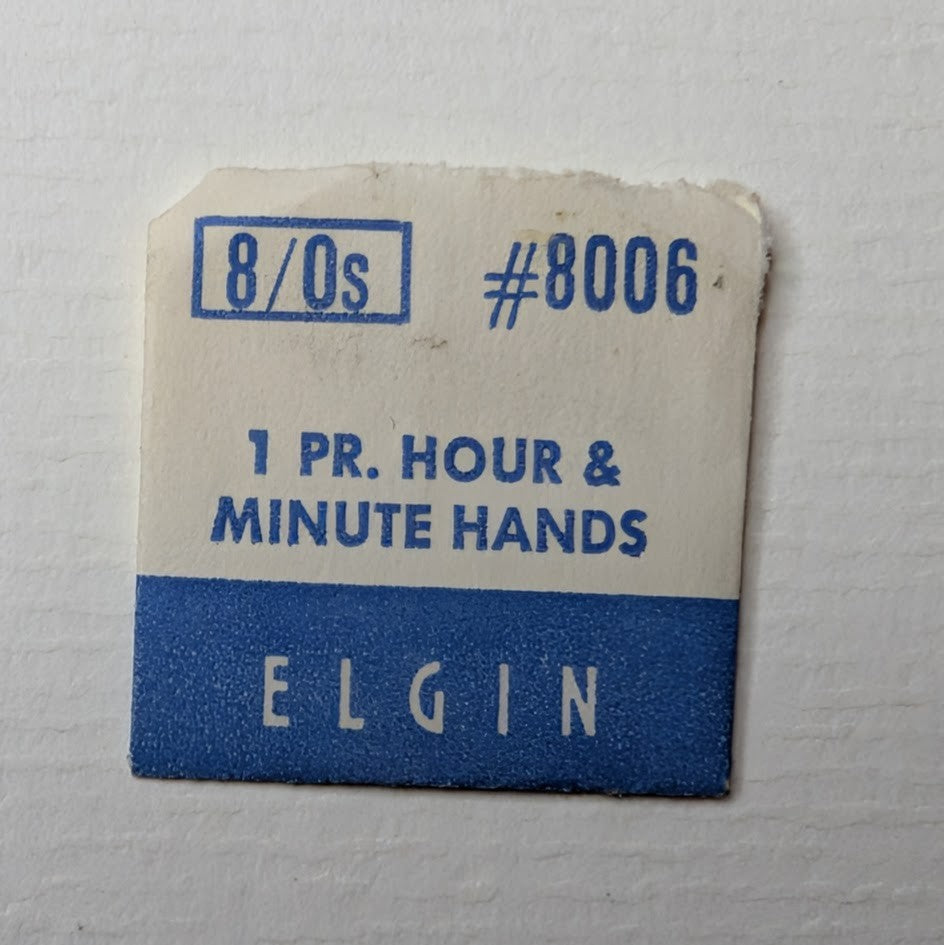 8/0s #8006
1 PR. HOUR &
MINUTE HANDS
ELGIN